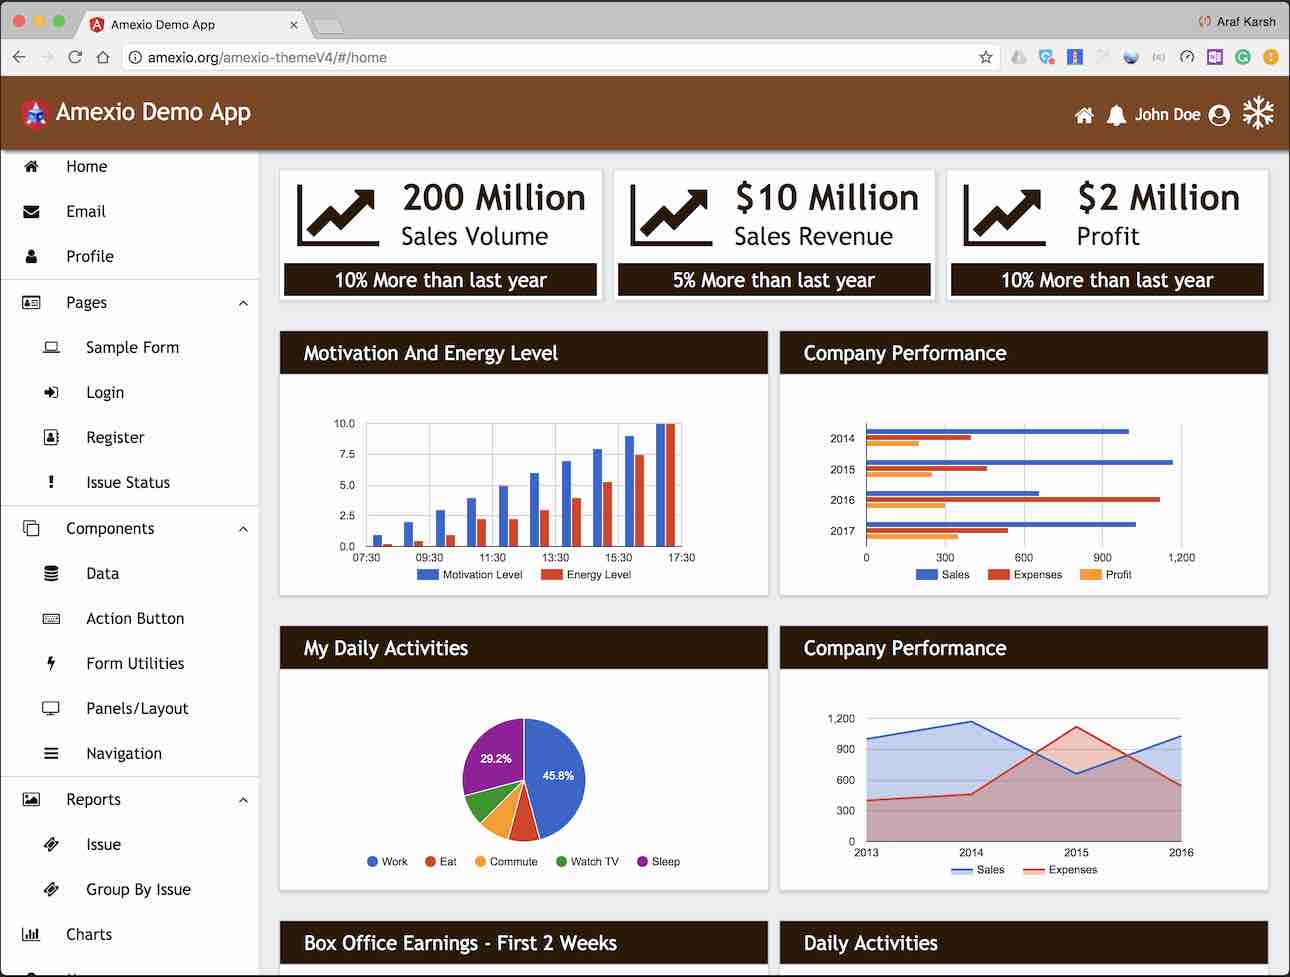 Amexio Demo App
Araf Karsh
amexio.org/amexio-themeV4/#/home
Amexio Demo App
John Doe
Home
Email
Profile
Pages
Sample Form
Login
Register
Issue Status
Components
Data
Action Button
Form Utilities
Panels/Layout
Navigation
Reports
Issue
Group By Issue
Charts
200 Million
Sales Volume
10% More than last year
$10 Million
Sales Revenue
5% More than last year
$2 Million
Profit
10% More than last year
Motivation And Energy Level
10.0
7.5
5.0
2.5
0.0
07:30 09:30 11:30 13:30 15:30 17:30
Motivation Level Energy Level
Company Performance
2014
2015
2016
2017
0 300 600 900 1,200
Sales Expenses Profit
My Daily Activities
29.2%
45.8%
Work Eat Commute Watch TV Sleep
Company Performance
1,200
900
600
300
0
2013 2014 2015 2016
Sales Expenses
Box Office Earnings - First 2 Weeks
Daily Activities